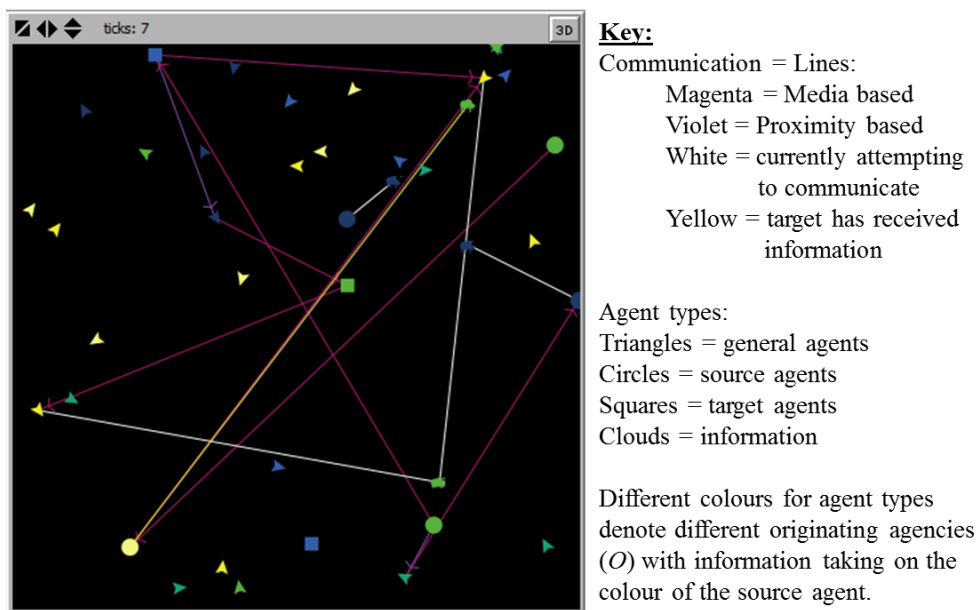 ticks: 7
3D
Key:
Communication = Lines:
Magenta = Media based
Violet = Proximity based
White = currently attempting
to communicate
Yellow = target has received
information
Agent types:
Triangles = general agents
Circles = source agents
Squares = target agents
Clouds = information
Different colours for agent types
denote different originating agencies
(O) with information taking on the
colour of the source agent.